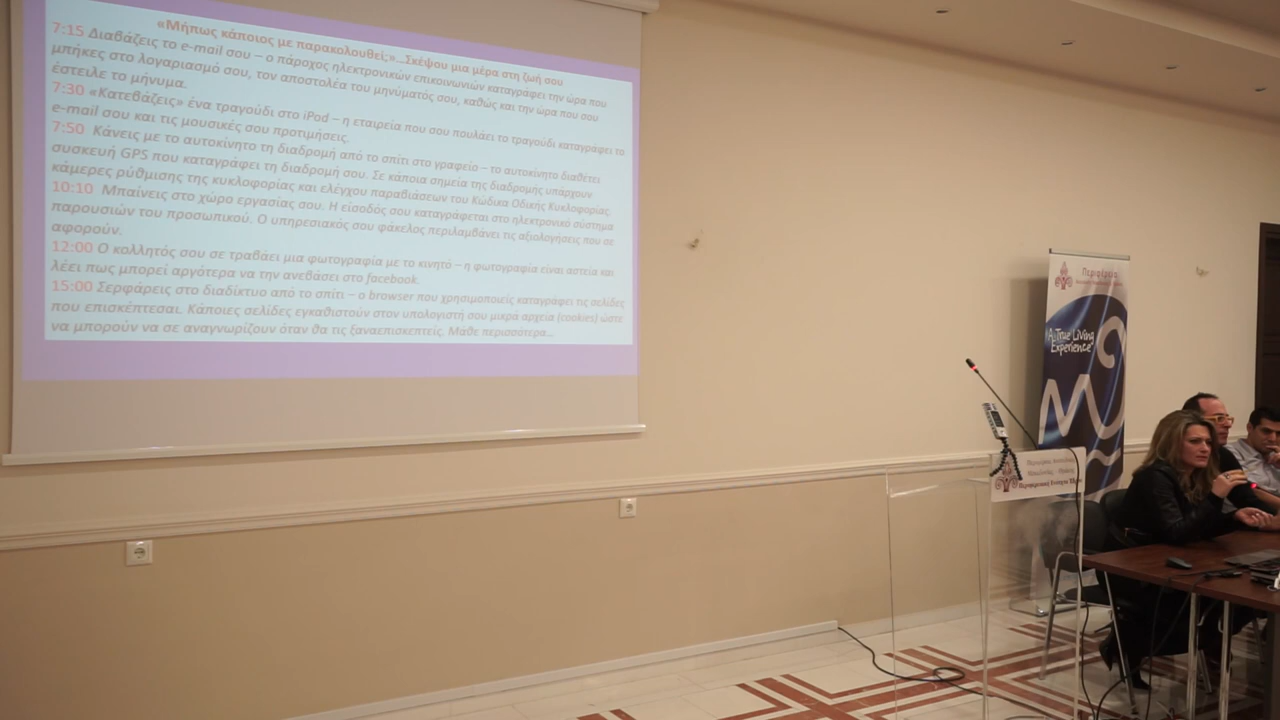 «Μήπως κάποιος με παρακολουθεί;»...Σκέψου μια μέρα στη ζωή σου
7:15 Διαβάζεις το e-mail σου – ο πάροχος ηλεκτρονικών επικοινωνιών καταγράφει την ώρα που
μπήκες στο λογαριασμό σου, τον αποστολέα του μηνύματός σου, καθώς και την ώρα που σου
έστειλε το μήνυμα.
7:30 «Κατεβάζεις» ένα τραγούδι στο iPod – η εταιρεία που σου πουλάει το τραγούδι καταγράφει το
e-mail σου και τις μουσικές σου προτιμήσεις.
7:50 Κάνεις με το αυτοκίνητο τη διαδρομή από το σπίτι στο γραφείο – το αυτοκίνητο διαθέτει
συσκευή GPS που καταγράφει τη διαδρομή σου. Σε κάποια σημεία της διαδρομής υπάρχουν
κάμερες ρύθμισης της κυκλοφορίας και ελέγχου παραβιάσεων του Κώδικα Οδικής Κυκλοφορίας.
10:10 Μπαίνεις στο χώρο εργασίας σου. Η είσοδός σου καταγράφεται στο ηλεκτρονικό σύστημα
παρουσιών του προσωπικού. Ο υπηρεσιακός σου φάκελος περιλαμβάνει τις αξιολογήσεις που σε
αφορούν.
12:00 Ο κολλητός σου σε τραβάει μια φωτογραφία με το κινητό – η φωτογραφία είναι αστεία και
λέει πως μπορεί αργότερα να την ανεβάσει στο facebook.
15:00 Σερφάρεις στο διαδίκτυο από το σπίτι – ο browser που χρησιμοποιείς καταγράφει τις σελίδες
που επισκέπτεσαι. Κάποιες σελίδες εγκαθιστούν στον υπολογιστή σου μικρά αρχεία (cookies) ώστε
να μπορούν να σε αναγνωρίζουν όταν θα τις ξαναεπισκεπτείς. Μάθε περισσότερα...
Περιφέρεια
A True Living
Experience
Περιφερειακή Ενότητα